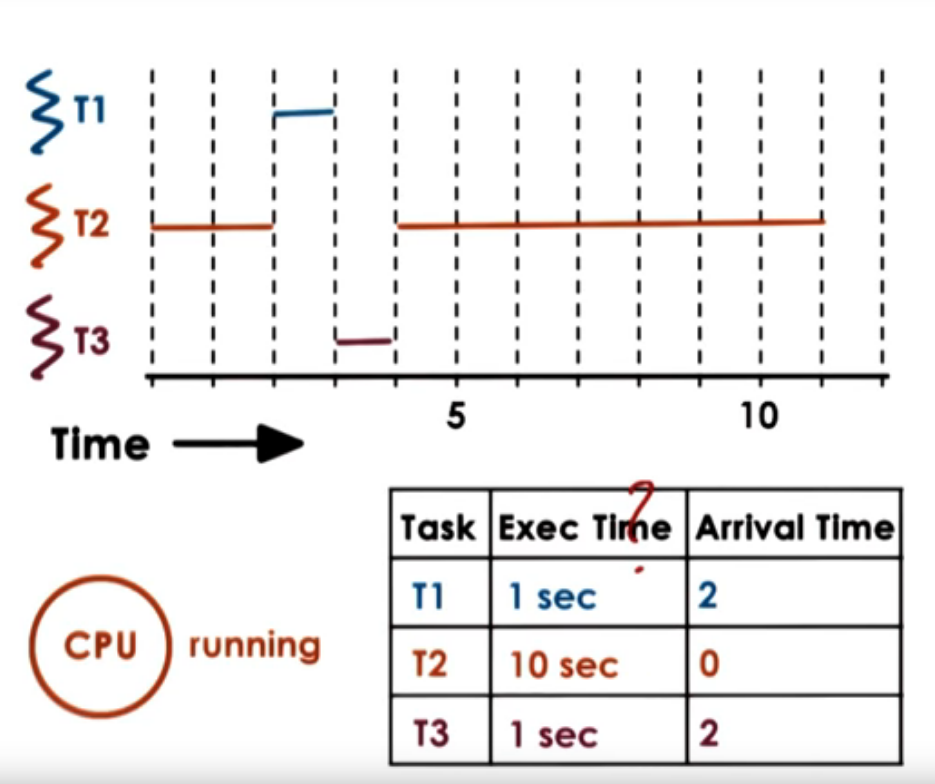 T1
T2
T3
5 10
Time
?
Task Exec Time Arrival Time
T1 1 sec 2
CPU running
T2 10 sec 0
T3 1 sec 2